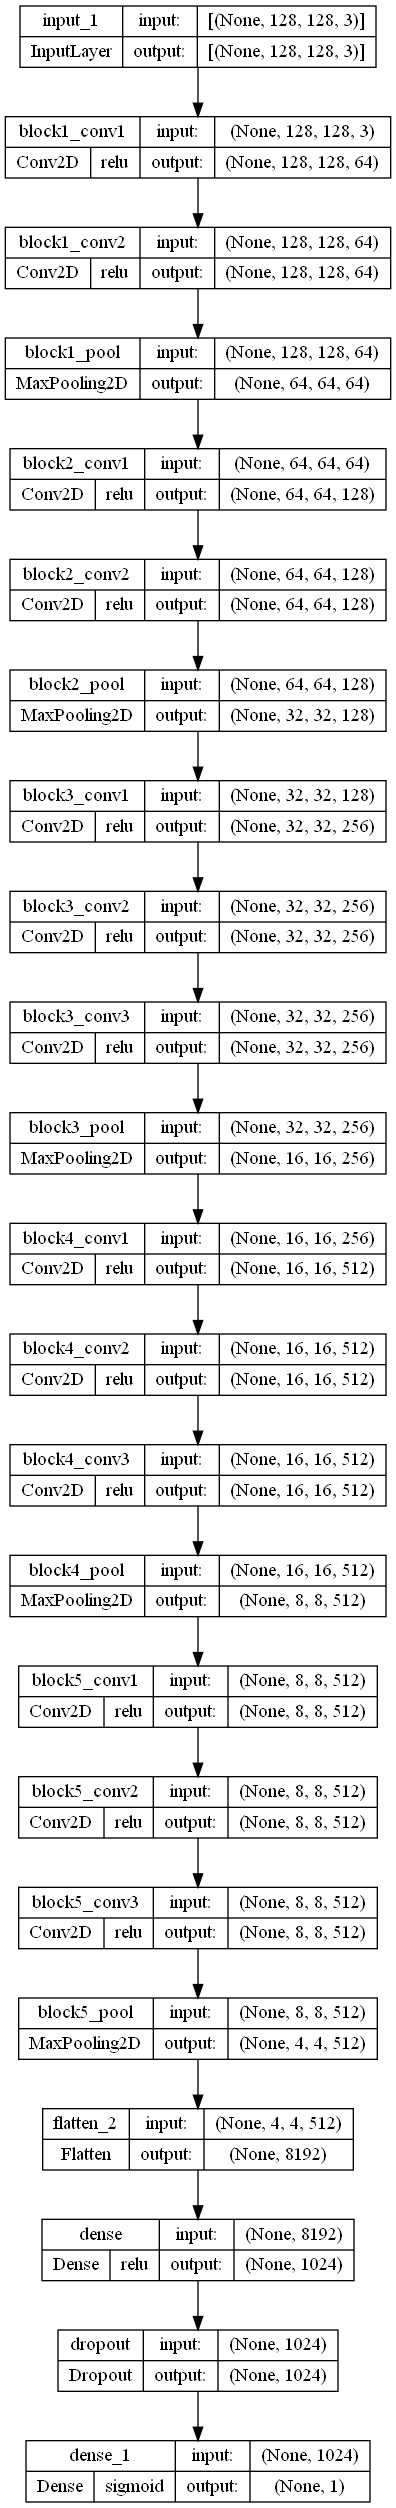 input_1 input: [(None, 128, 128, 3)]
InputLayer output: [(None, 128, 128, 3)]
block1_conv1 input: (None, 128, 128, 3)
Conv2D relu output: (None, 128, 128, 64)
block1_conv2 input: (None, 128, 128, 64)
Conv2D relu output: (None, 128, 128, 64)
block1_pool input: (None, 128, 128, 64)
MaxPooling2D output: (None, 64, 64, 64)
block2_conv1 input: (None, 64, 64, 64)
Conv2D relu output: (None, 64, 64, 128)
block2_conv2 input: (None, 64, 64, 128)
Conv2D relu output: (None, 64, 64, 128)
block2_pool input: (None, 64, 64, 128)
MaxPooling2D output: (None, 32, 32, 128)
block3_conv1 input: (None, 32, 32, 128)
Conv2D relu output: (None, 32, 32, 256)
block3_conv2 input: (None, 32, 32, 256)
Conv2D relu output: (None, 32, 32, 256)
block3_conv3 input: (None, 32, 32, 256)
Conv2D relu output: (None, 32, 32, 256)
block3_pool input: (None, 32, 32, 256)
MaxPooling2D output: (None, 16, 16, 256)
block4_conv1 input: (None, 16, 16, 256)
Conv2D relu output: (None, 16, 16, 512)
block4_conv2 input: (None, 16, 16, 512)
Conv2D relu output: (None, 16, 16, 512)
block4_conv3 input: (None, 16, 16, 512)
Conv2D relu output: (None, 16, 16, 512)
block4_pool input: (None, 16, 16, 512)
MaxPooling2D output: (None, 8, 8, 512)
block5_conv1 input: (None, 8, 8, 512)
Conv2D relu output: (None, 8, 8, 512)
block5_conv2 input: (None, 8, 8, 512)
Conv2D relu output: (None, 8, 8, 512)
block5_conv3 input: (None, 8, 8, 512)
Conv2D relu output: (None, 8, 8, 512)
block5_pool input: (None, 8, 8, 512)
MaxPooling2D output: (None, 4, 4, 512)
flatten_2 input: (None, 4, 4, 512)
Flatten output: (None, 8192)
dense input: (None, 8192)
Dense relu output: (None, 1024)
dropout input: (None, 1024)
Dropout output: (None, 1024)
dense_1 input: (None, 1024)
Dense sigmoid output: (None, 1)